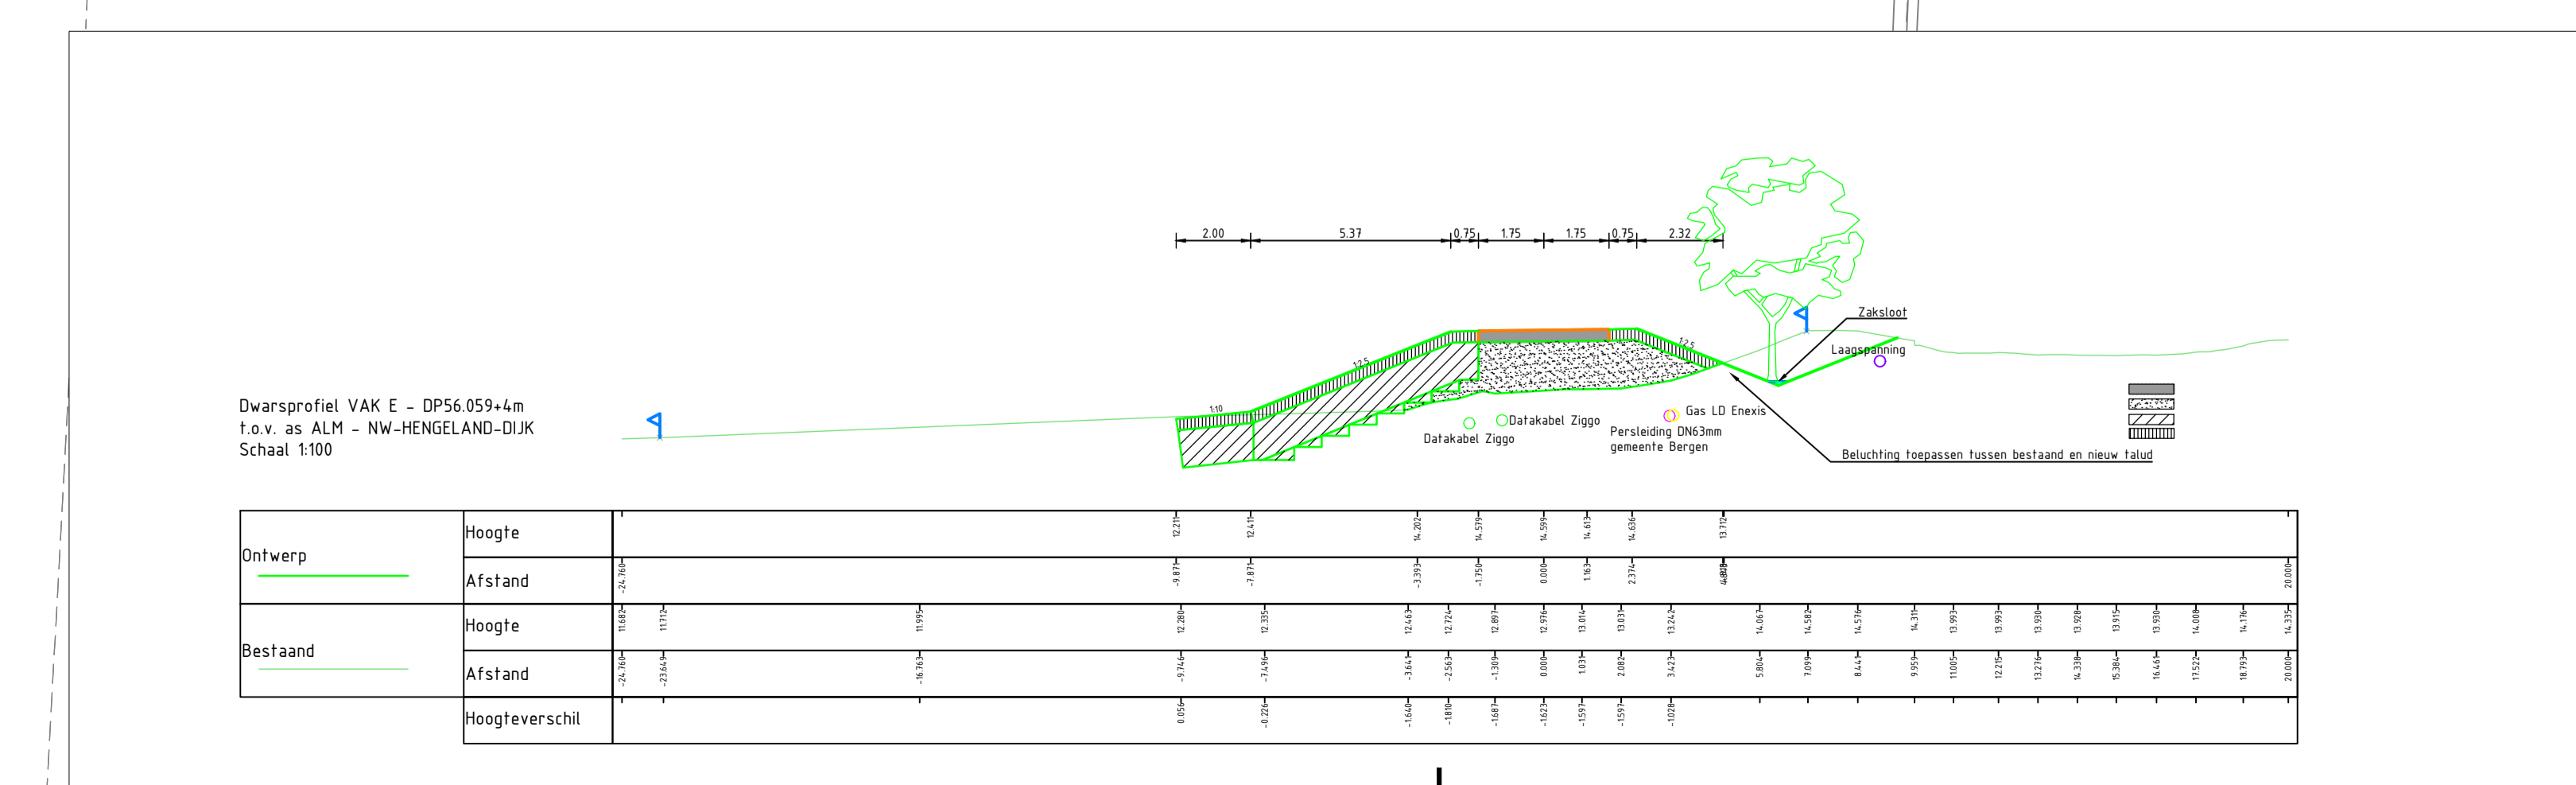 2.00 5.37 0.75 1.75 1.75 0.75 2.32
Zaksloot
1:2.5 1:2.5
Laagspanning
1:10
Dwarsprofiel VAK E - DP56.059+4m
t.o.v. as ALM - NW-HENGELAND-DIJK
Schaal 1:100
Gas LD Enexis
Datakabel Ziggo
Datakabel Ziggo
Persleiding DN63mm
gemeente Bergen
Beluchting toepassen tussen bestaand en nieuw talud
Ontwerp
Hoogte 12.211 12.411 14.202 14.579 14.599 14.613 14.636 13.712
Afstand -24.760 -9.871 -7.871 -3.393 -1.750 0.000 1.163 2.374 20.000
Bestaand
Hoogte 11.682 11.712 11.995 12.280 12.335 12.463 12.724 12.897 12.976 13.014 13.031 13.242 14.067 14.582 14.576 14.311 13.993 13.993 13.930 13.928 13.915 13.930 14.008 14.176 14.335
Afstand -24.760 -23.649 -16.763 -9.746 -7.496 -3.641 -2.563 -1.309 0.000 1.031 2.082 3.423 5.804 7.099 8.441 9.959 11.005 12.215 13.276 14.338 15.384 16.461 17.522 18.793 20.000
Hoogteverschil 0.056 -0.226 -1.640 -1.810 -1.687 -1.623 -1.597 -1.597 -1.028